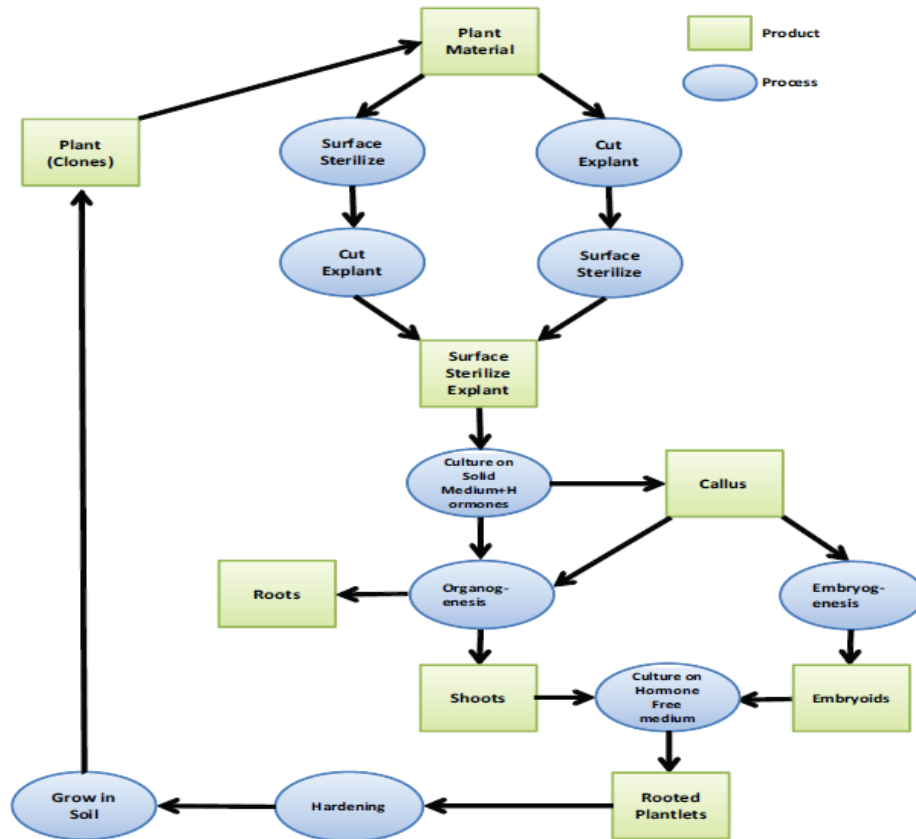 Plant
Material
Product
Process
Plant
(Clones)
Surface
Sterilize
Cut
Explant
Cut
Explant
Surface
Sterilize
Surface
Sterilize
Explant
Culture on
Solid
Medium+H
ormones
Callus
Roots
Organog-
enesis
Embryog-
enesis
Shoots
Culture on
Hormone
Free
medium
Embryoids
Grow in
Soil
Hardening
Rooted
Plantlets